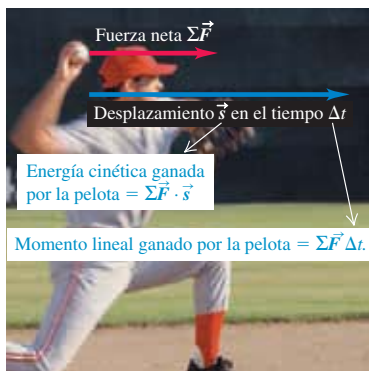 Fuerza neta ΣF⃗
Desplazamiento s⃗ en el tiempo Δt
Energía cinética ganada
por la pelota = ΣF⃗ · s⃗
Momento lineal ganado por la pelota = ΣF⃗ Δt.